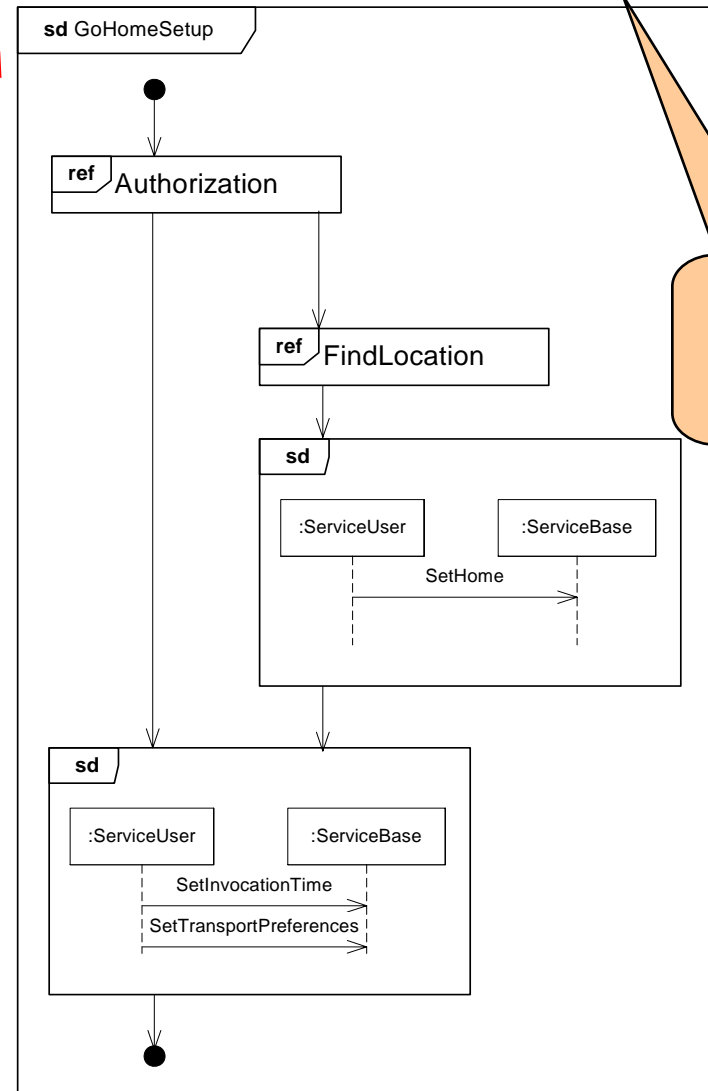 sd GoHomeSetup
ref Authorization
ref FindLocation
sd
:ServiceUser :ServiceBase
SetHome
sd
:ServiceUser :ServiceBase
SetInvocationTime
SetTransportPreferences